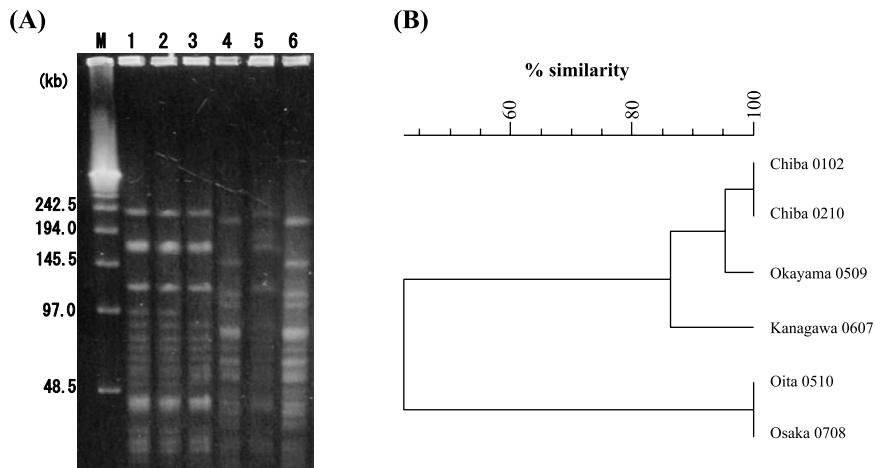 (A)
M 1 2 3 4 5 6
(kb)
242.5
194.0
145.5
97.0
48.5
(B)
% similarity
60 80 100
Chiba 0102
Chiba 0210
Okayama 0509
Kanagawa 0607
Oita 0510
Osaka 0708